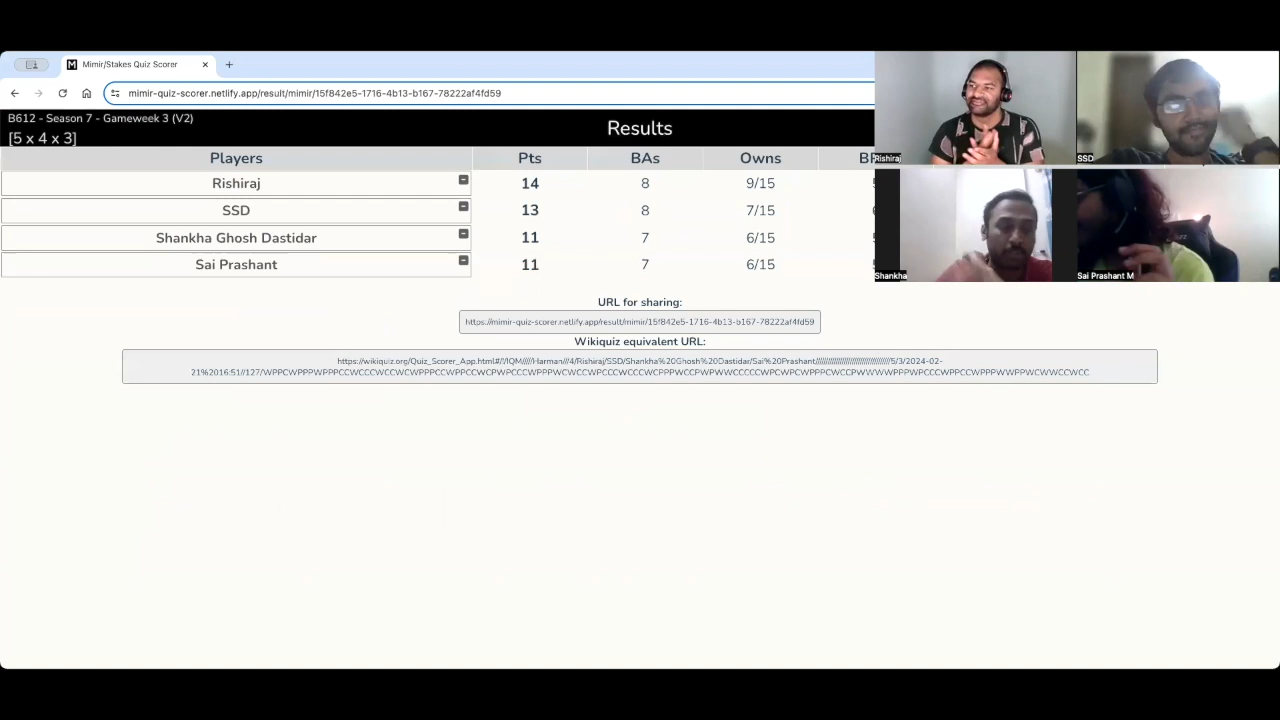 Mimir/Stakes Quiz Scorer
mimir-quiz-scorer.netlify.app/result/mimir/15f842e5-1716-4b13-b167-78222af4fd59
B612 - Season 7 - Gameweek 3 (V2)
[5 x 4 x 3]
Results
Players Pts BAs Owns
Rishiraj 14 8 9/15
SSD 13 8 7/15
Shankha Ghosh Dastidar 11 7 6/15
Sai Prashant 11 7 6/15
Rishiraj
SSD
Shankha
Sai Prashant M
URL for sharing:
https://mimir-quiz-scorer.netlify.app/result/mimir/15f842e5-1716-4b13-b167-78222af4fd59
Wikiquiz equivalent URL: